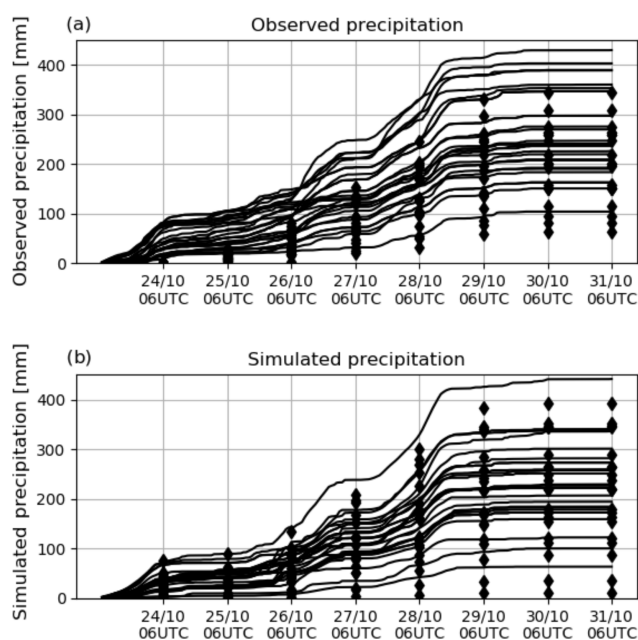 (a) Observed precipitation
Observed precipitation [mm]
400
300
200
100
0
24/10 25/10 26/10 27/10 28/10 29/10 30/10 31/10
06UTC 06UTC 06UTC 06UTC 06UTC 06UTC 06UTC 06UTC
(b) Simulated precipitation
Simulated precipitation [mm]
400
300
200
100
0
24/10 25/10 26/10 27/10 28/10 29/10 30/10 31/10
06UTC 06UTC 06UTC 06UTC 06UTC 06UTC 06UTC 06UTC